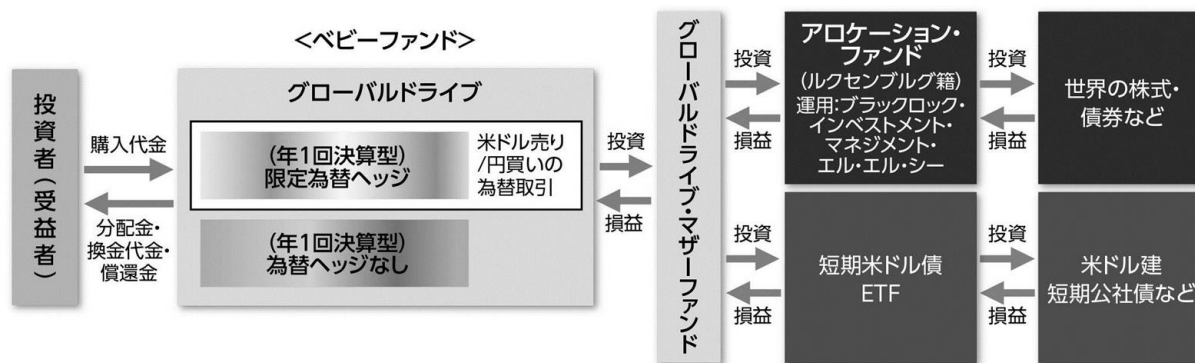 <ベビーファンド>
投資者(受益者)
購入代金
分配金・
換金代金・
償還金
グローバルドライブ
(年1回決算型)
限定為替ヘッジ
米ドル売り
/円買いの
為替取引
(年1回決算型)
為替ヘッジなし
投資
損益
グローバルドライブ・マザーファンド
投資
損益
アロケーション・
ファンド
(ルクセンブルグ籍)
運用:ブラックロック・
インベストメント・
マネジメント・
エル・エル・シー
投資
損益
世界の株式・
債券など
投資
損益
短期米ドル債
ETF
投資
損益
米ドル建
短期公社債など